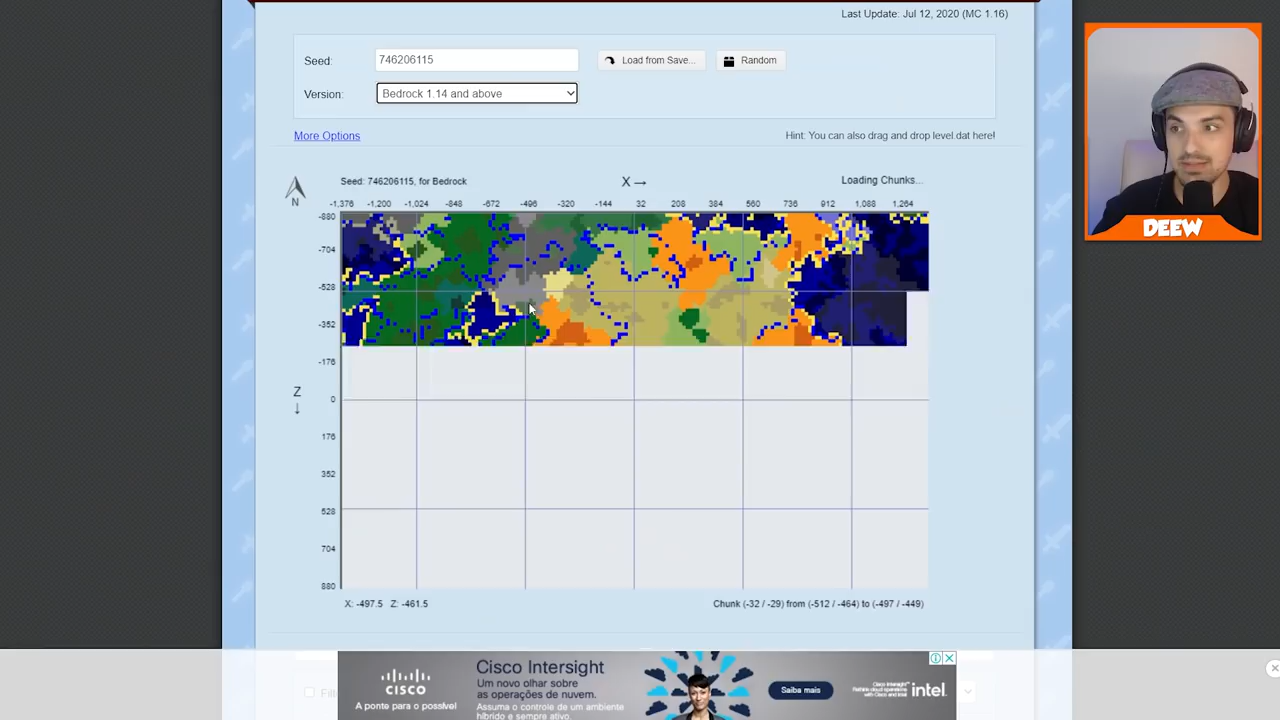 Last Update: Jul 12, 2020 (MC 1.16)
Seed: 746206115 Load from Save... Random
Version: Bedrock 1.14 and above
More Options Hint: You can also drag and drop level.dat here!
Seed: 746206115, for Bedrock X → Loading Chunks...
N
-1,376 -1,200 -1,024 -848 -672 -496 -320 -144 32 208 384 560 736 912 1,088 1,264
-880
-704
-528
-352
-176
Z
↓
0
176
352
528
704
880
X: -497.5 Z: -461.5 Chunk (-32 / -29) from (-512 / -464) to (-497 / -449)
DEEW
CISCO
A ponte para o possível
Cisco Intersight
Um novo olhar sobre
as operações de nuvem.
Assuma o controle de um ambiente
híbrido e sempre em modo
Saiba mais
intel.